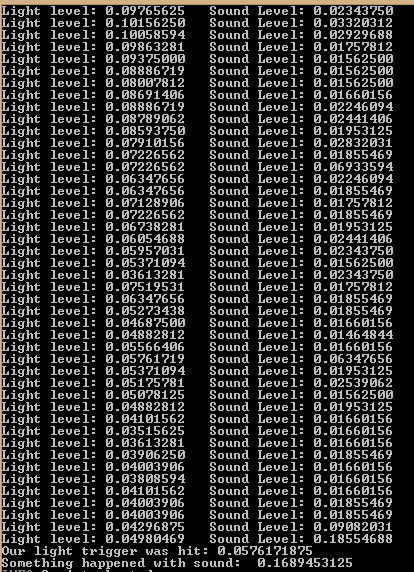 Light level: 0.09765625   Sound Level: 0.02343750
Light level: 0.10156250   Sound Level: 0.03320312
Light level: 0.10058594   Sound Level: 0.02929688
Light level: 0.09863281   Sound Level: 0.01757812
Light level: 0.09375000   Sound Level: 0.01562500
Light level: 0.08886719   Sound Level: 0.01562500
Light level: 0.08007812   Sound Level: 0.01562500
Light level: 0.08691406   Sound Level: 0.01660156
Light level: 0.08886719   Sound Level: 0.02246094
Light level: 0.08789062   Sound Level: 0.02441406
Light level: 0.08593750   Sound Level: 0.01953125
Light level: 0.07910156   Sound Level: 0.02832031
Light level: 0.07226562   Sound Level: 0.01855469
Light level: 0.07226562   Sound Level: 0.06933594
Light level: 0.06347656   Sound Level: 0.02246094
Light level: 0.06347656   Sound Level: 0.01855469
Light level: 0.07128906   Sound Level: 0.01757812
Light level: 0.07226562   Sound Level: 0.01855469
Light level: 0.06738281   Sound Level: 0.01953125
Light level: 0.06054688   Sound Level: 0.02441406
Light level: 0.05957031   Sound Level: 0.02343750
Light level: 0.05371094   Sound Level: 0.01562500
Light level: 0.03613281   Sound Level: 0.02343750
Light level: 0.07519531   Sound Level: 0.01757812
Light level: 0.06347656   Sound Level: 0.01855469
Light level: 0.05273438   Sound Level: 0.01855469
Light level: 0.04687500   Sound Level: 0.01660156
Light level: 0.04882812   Sound Level: 0.01464844
Light level: 0.05566406   Sound Level: 0.01660156
Light level: 0.05761719   Sound Level: 0.06347656
Light level: 0.05371094   Sound Level: 0.01953125
Light level: 0.05175781   Sound Level: 0.02539062
Light level: 0.05078125   Sound Level: 0.01562500
Light level: 0.04882812   Sound Level: 0.01953125
Light level: 0.04101562   Sound Level: 0.01660156
Light level: 0.03515625   Sound Level: 0.01660156
Light level: 0.03613281   Sound Level: 0.01660156
Light level: 0.03906250   Sound Level: 0.01855469
Light level: 0.04003906   Sound Level: 0.01660156
Light level: 0.03808594   Sound Level: 0.01660156
Light level: 0.04101562   Sound Level: 0.01660156
Light level: 0.04003906   Sound Level: 0.01855469
Light level: 0.04003906   Sound Level: 0.01855469
Light level: 0.04296875   Sound Level: 0.09082031
Light level: 0.04980469   Sound Level: 0.18554688
Our light trigger was hit: 0.0576171875
Something happened with sound:  0.1689453125